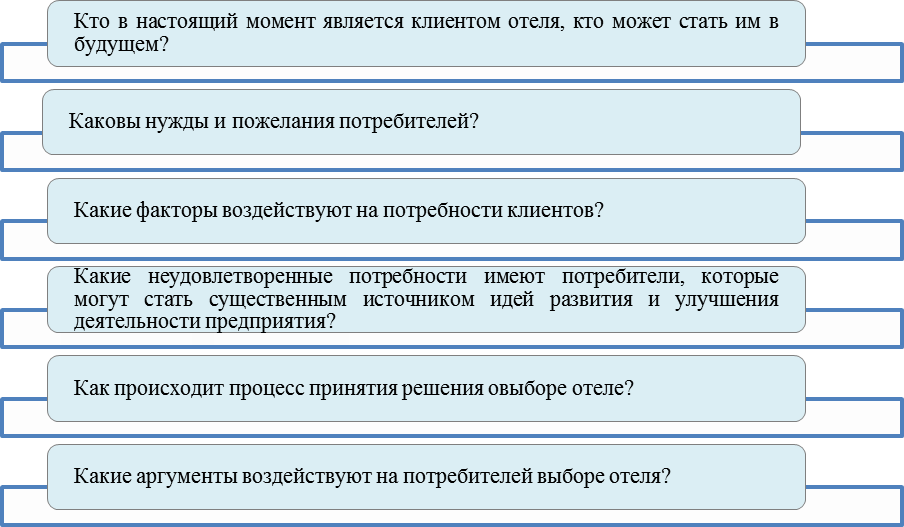 Кто в настоящий момент является клиентом отеля, кто может стать им в
будущем?
Каковы нужды и пожелания потребителей?
Какие факторы воздействуют на потребности клиентов?
Какие неудовлетворенные потребности имеют потребители, которые
могут стать существенным источником идей развития и улучшения
деятельности предприятия?
Как происходит процесс принятия решения овыборе отеле?
Какие аргументы воздействуют на потребителей выборе отеля?